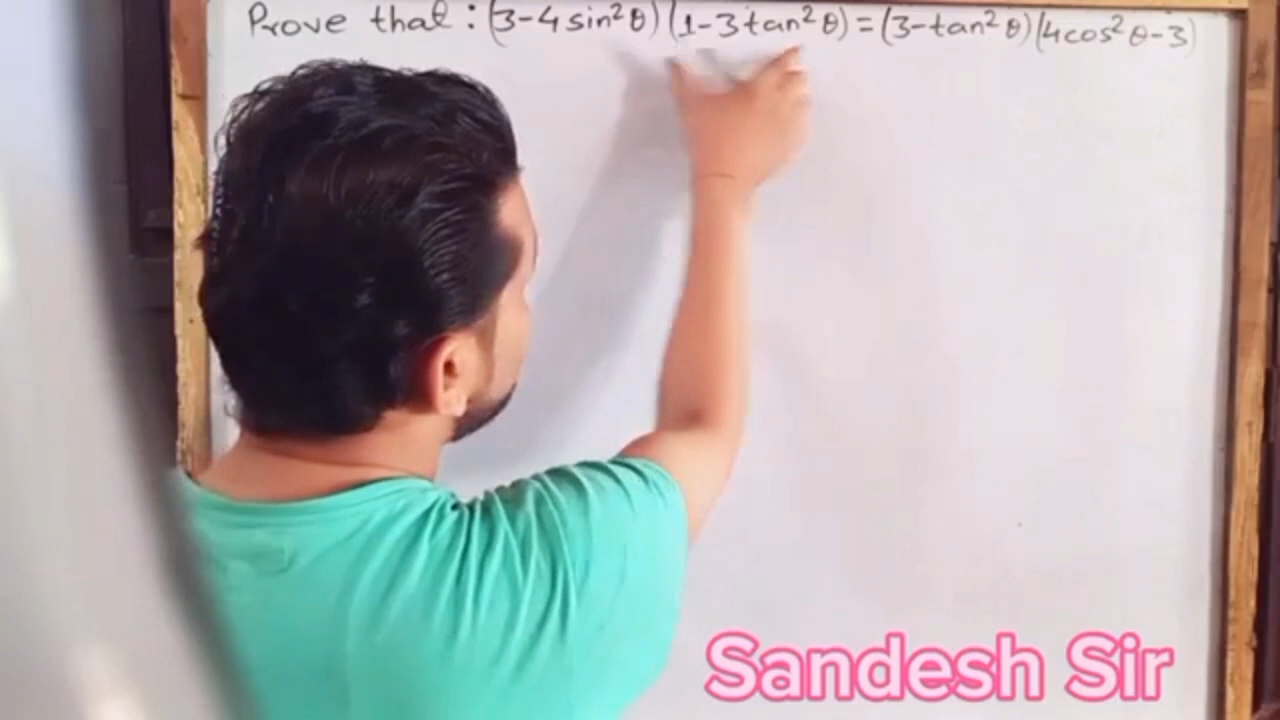 Prove that : (3-4sin²θ)(1-3tan²θ)=(3-tan²θ)(4cos²θ-3)
Sandesh Sir